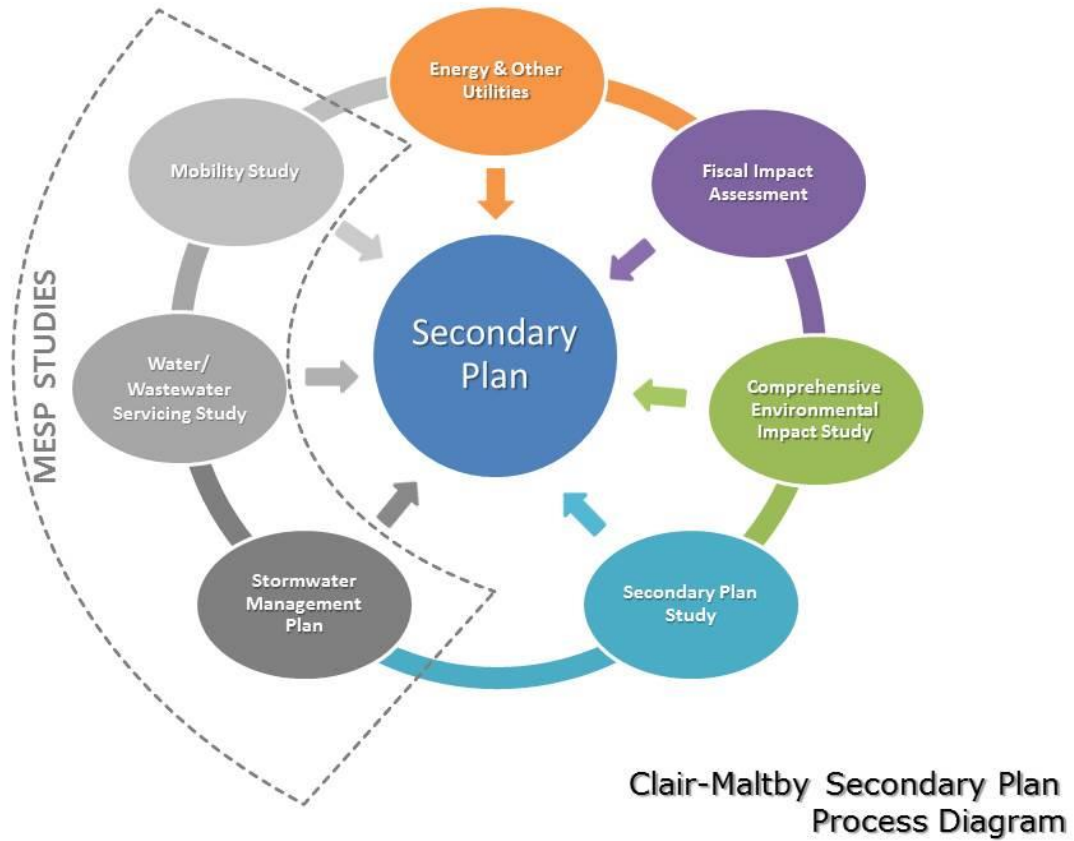 Energy & Other
Utilities
Mobility Study
Fiscal Impact
Assessment
MESP STUDIES
Secondary
Plan
Water/
Wastewater
Servicing Study
Comprehensive
Environmental
Impact Study
Stormwater
Management
Plan
Secondary Plan
Study
Clair-Maltby Secondary Plan
Process Diagram